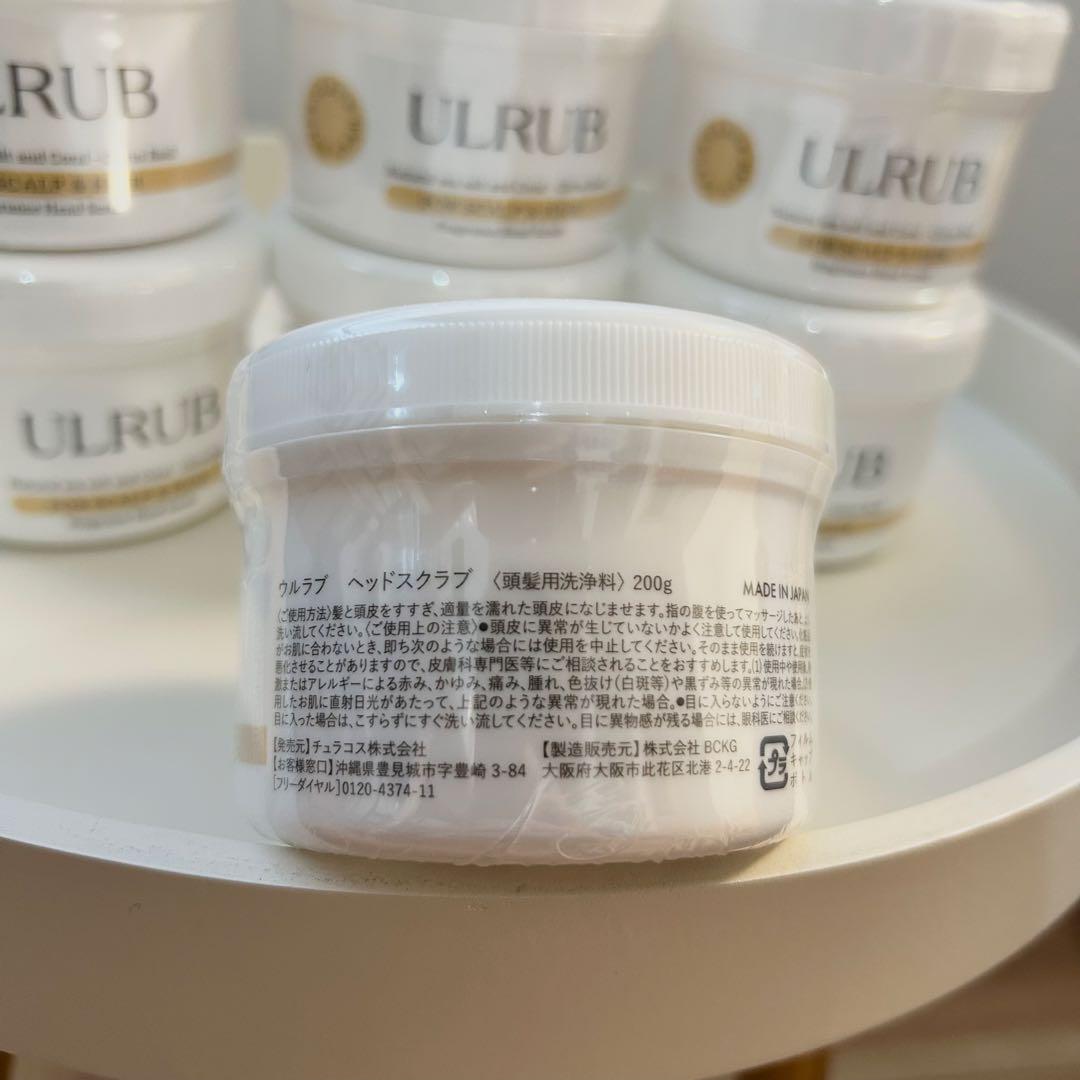 LRUB
ULRUB
ULRUB
SCALP &
ULRUB
UB
ウルラブ ヘッドスクラブ 〈頭髪用洗浄料〉 200g
MADE IN JAPAN
〈ご使用方法〉髪と頭皮をすすぎ、適量を濡れた頭皮になじませます。指の腹を使ってマッサージしたあと、
洗い流してください。〈ご使用上の注意〉●頭皮に異常が生じていないかよく注意して使用してください。
がお肌に合わないとき、即ち次のような場合には使用を中止してください。そのまま使用を続けますと、
悪化させることがありますので、皮膚科専門医等にご相談されることをおすすめします。(1)使用中
激またはアレルギーによる赤み、かゆみ、痛み、腫れ、色抜け(白斑等)や黒ずみ等の異常が現れた場合。
用したお肌に直射日光があたって、上記のような異常が現れた場合。●目に入らないようにご注意ください。
目に入った場合は、こすらずにすぐ洗い流してください。目に異物感が残る場合には、眼科医にご相談
【発売元】チュラコス株式会社
【お客様窓口】沖縄県豊見城市字豊崎 3-84
[フリーダイヤル]0120-4374-11
【製造販売元】株式会社 BCKG
大阪府大阪市此花区北港 2-4-22
プラ
フィルム
キャップ
ボトル